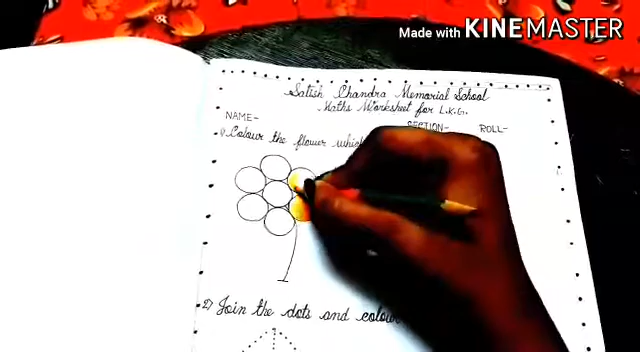 Made with KINEMASTER
Satish Chandra Memorial School
Maths Worksheet for L.K.G.
NAME- SECTION- ROLL-
Colour the flower which
2) Join the dots and colour